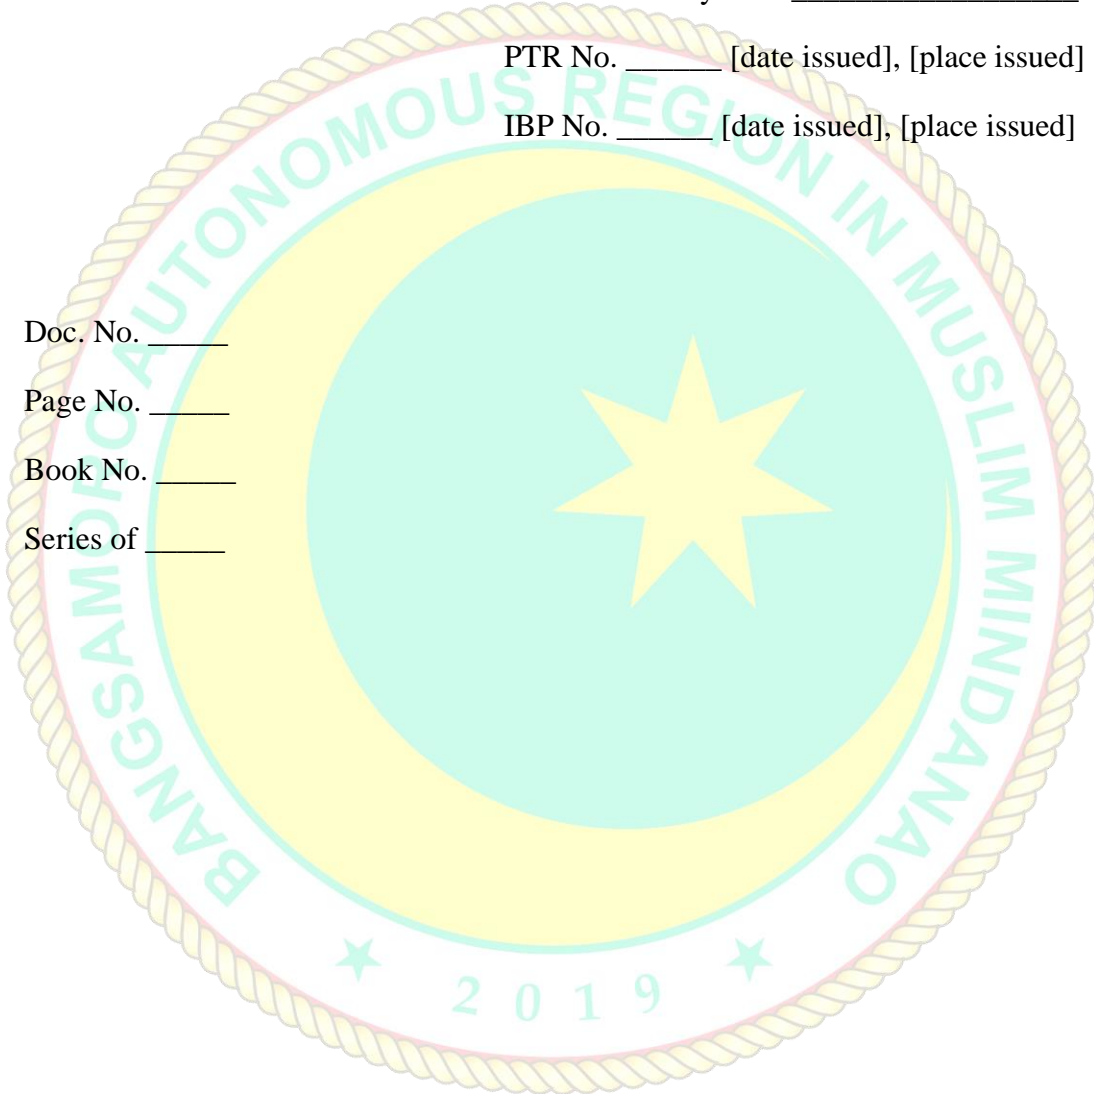 PTR No. ______ [date issued], [place issued]
IBP No. ______ [date issued], [place issued]
Doc. No. _____
Page No. _____
Book No. _____
Series of _____
BANGSAMORO AUTONOMOUS REGION IN MUSLIM MINDANAO
2019